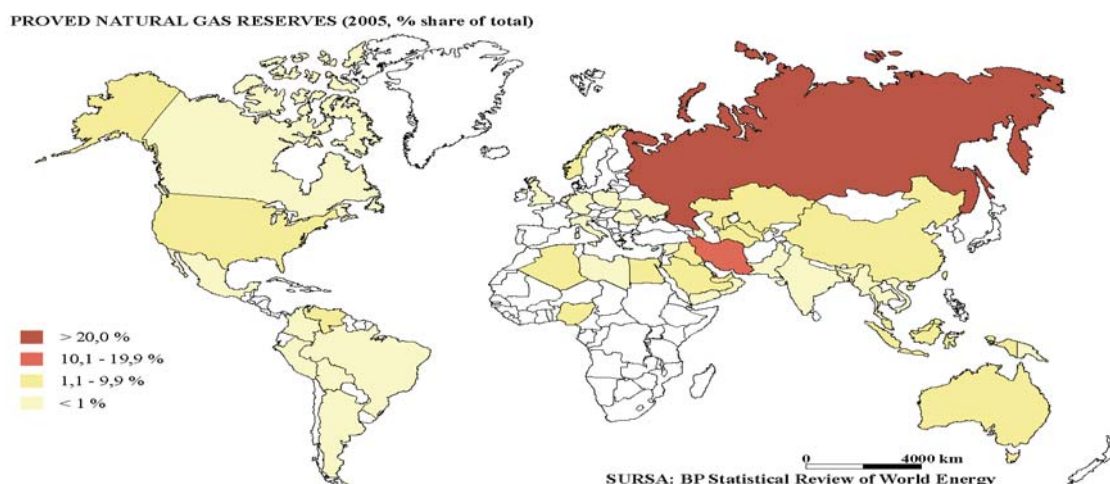 PROVED NATURAL GAS RESERVES (2005, % share of total)
> 20,0 %
10,1 - 19,9 %
1,1 - 9,9 %
< 1 %
0 4000 km
SURSA: BP Statistical Review of World Energy